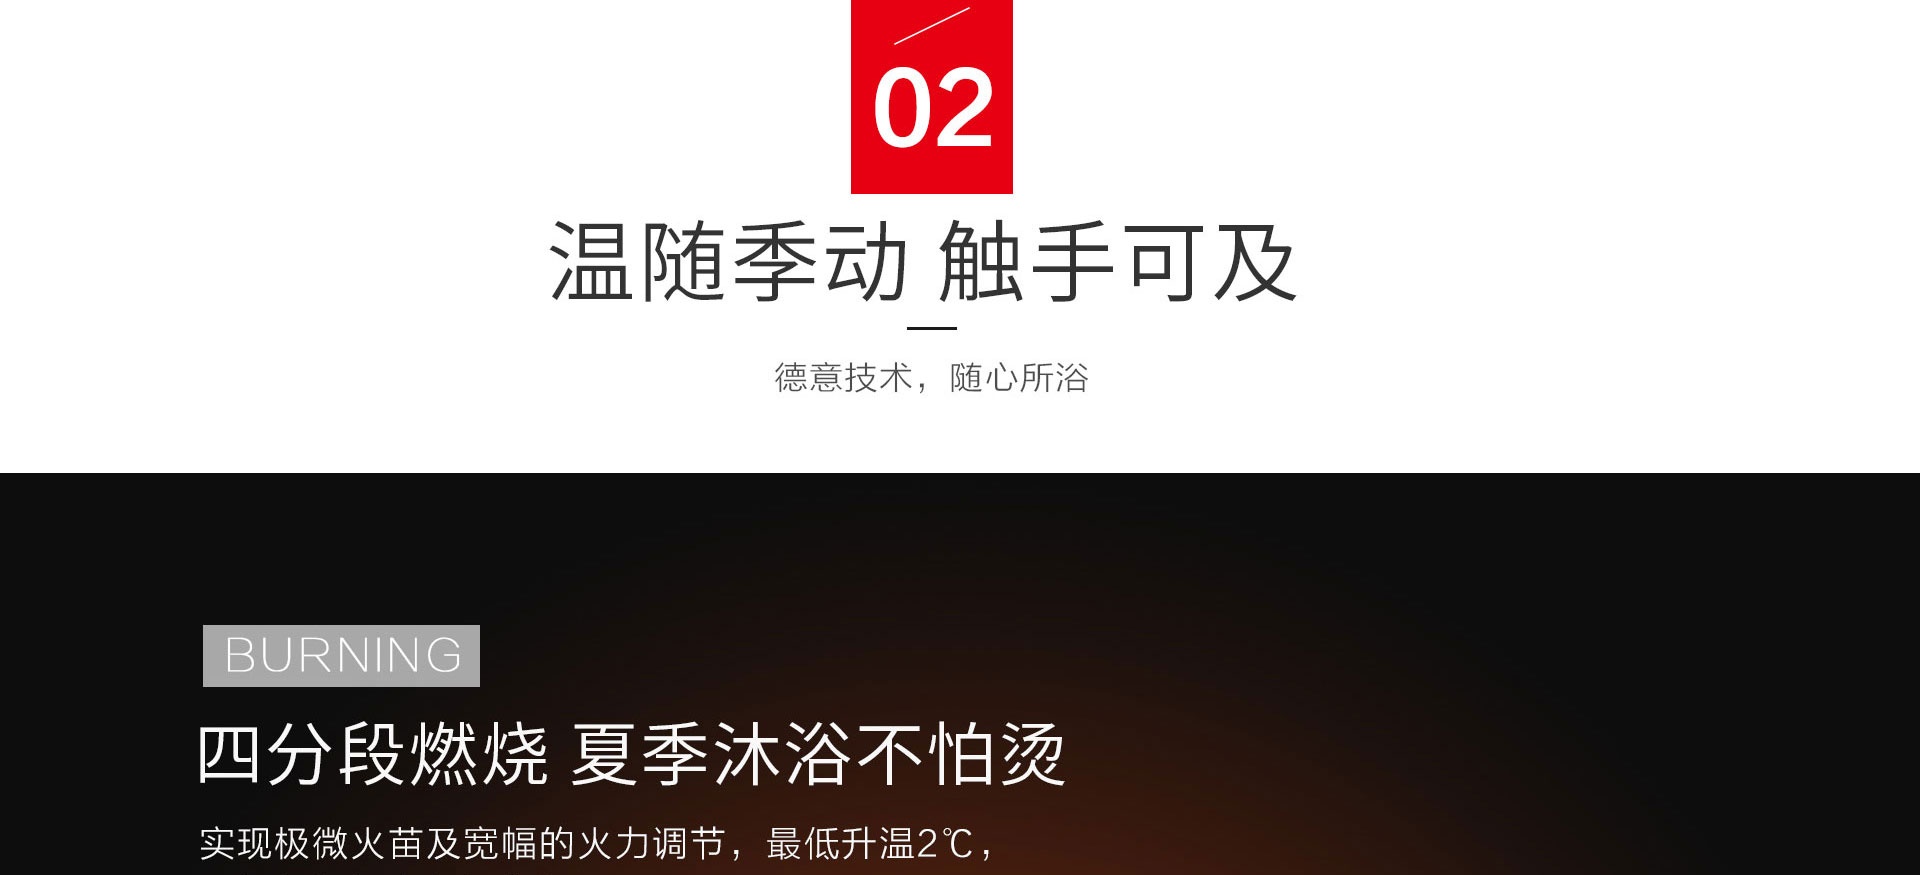 02
温随季动 触手可及
德意技术，随心所浴
BURNING
四分段燃烧 夏季沐浴不怕烫
实现极微火苗及宽幅的火力调节，最低升温2℃，